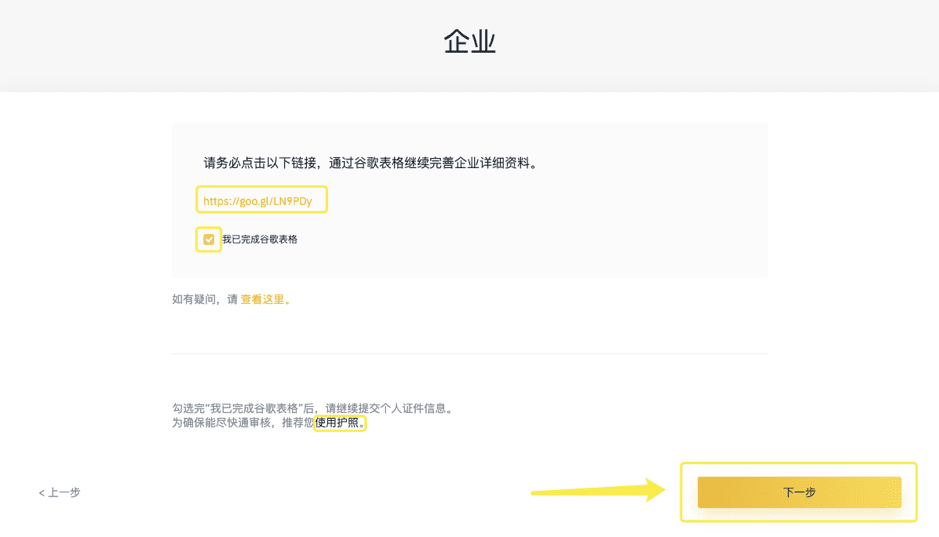 企业
请务必点击以下链接，通过谷歌表格继续完善企业详细资料。
https://goo.gl/LN9PDy
我已完成谷歌表格
如有疑问，请 查看这里。
勾选完“我已完成谷歌表格”后，请继续提交个人证件信息。
为确保能尽快通审核，推荐您使用护照。
< 上一步
下一步